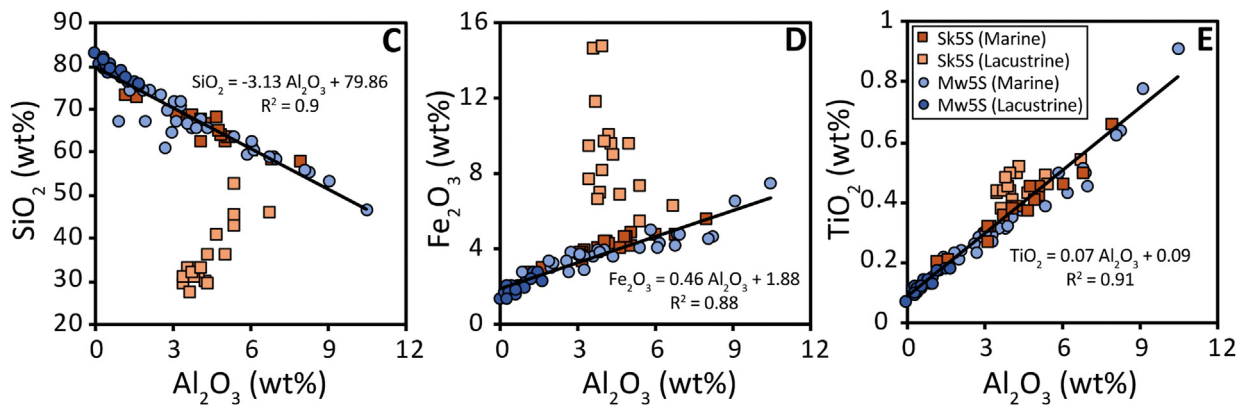 C
SiO₂ (wt%)
90
80
70
60
50
40
30
20
SiO₂ = -3.13 Al₂O₃ + 79.86
R² = 0.9
0 3 6 9 12
Al₂O₃ (wt%)
D
Fe₂O₃ (wt%)
16
12
8
4
0
Fe₂O₃ = 0.46 Al₂O₃ + 1.88
R² = 0.88
0 3 6 9 12
Al₂O₃ (wt%)
E
TiO₂ (wt%)
1
0.8
0.6
0.4
0.2
0
Sk5S (Marine)
Sk5S (Lacustrine)
Mw5S (Marine)
Mw5S (Lacustrine)
TiO₂ = 0.07 Al₂O₃ + 0.09
R² = 0.91
0 3 6 9 12
Al₂O₃ (wt%)